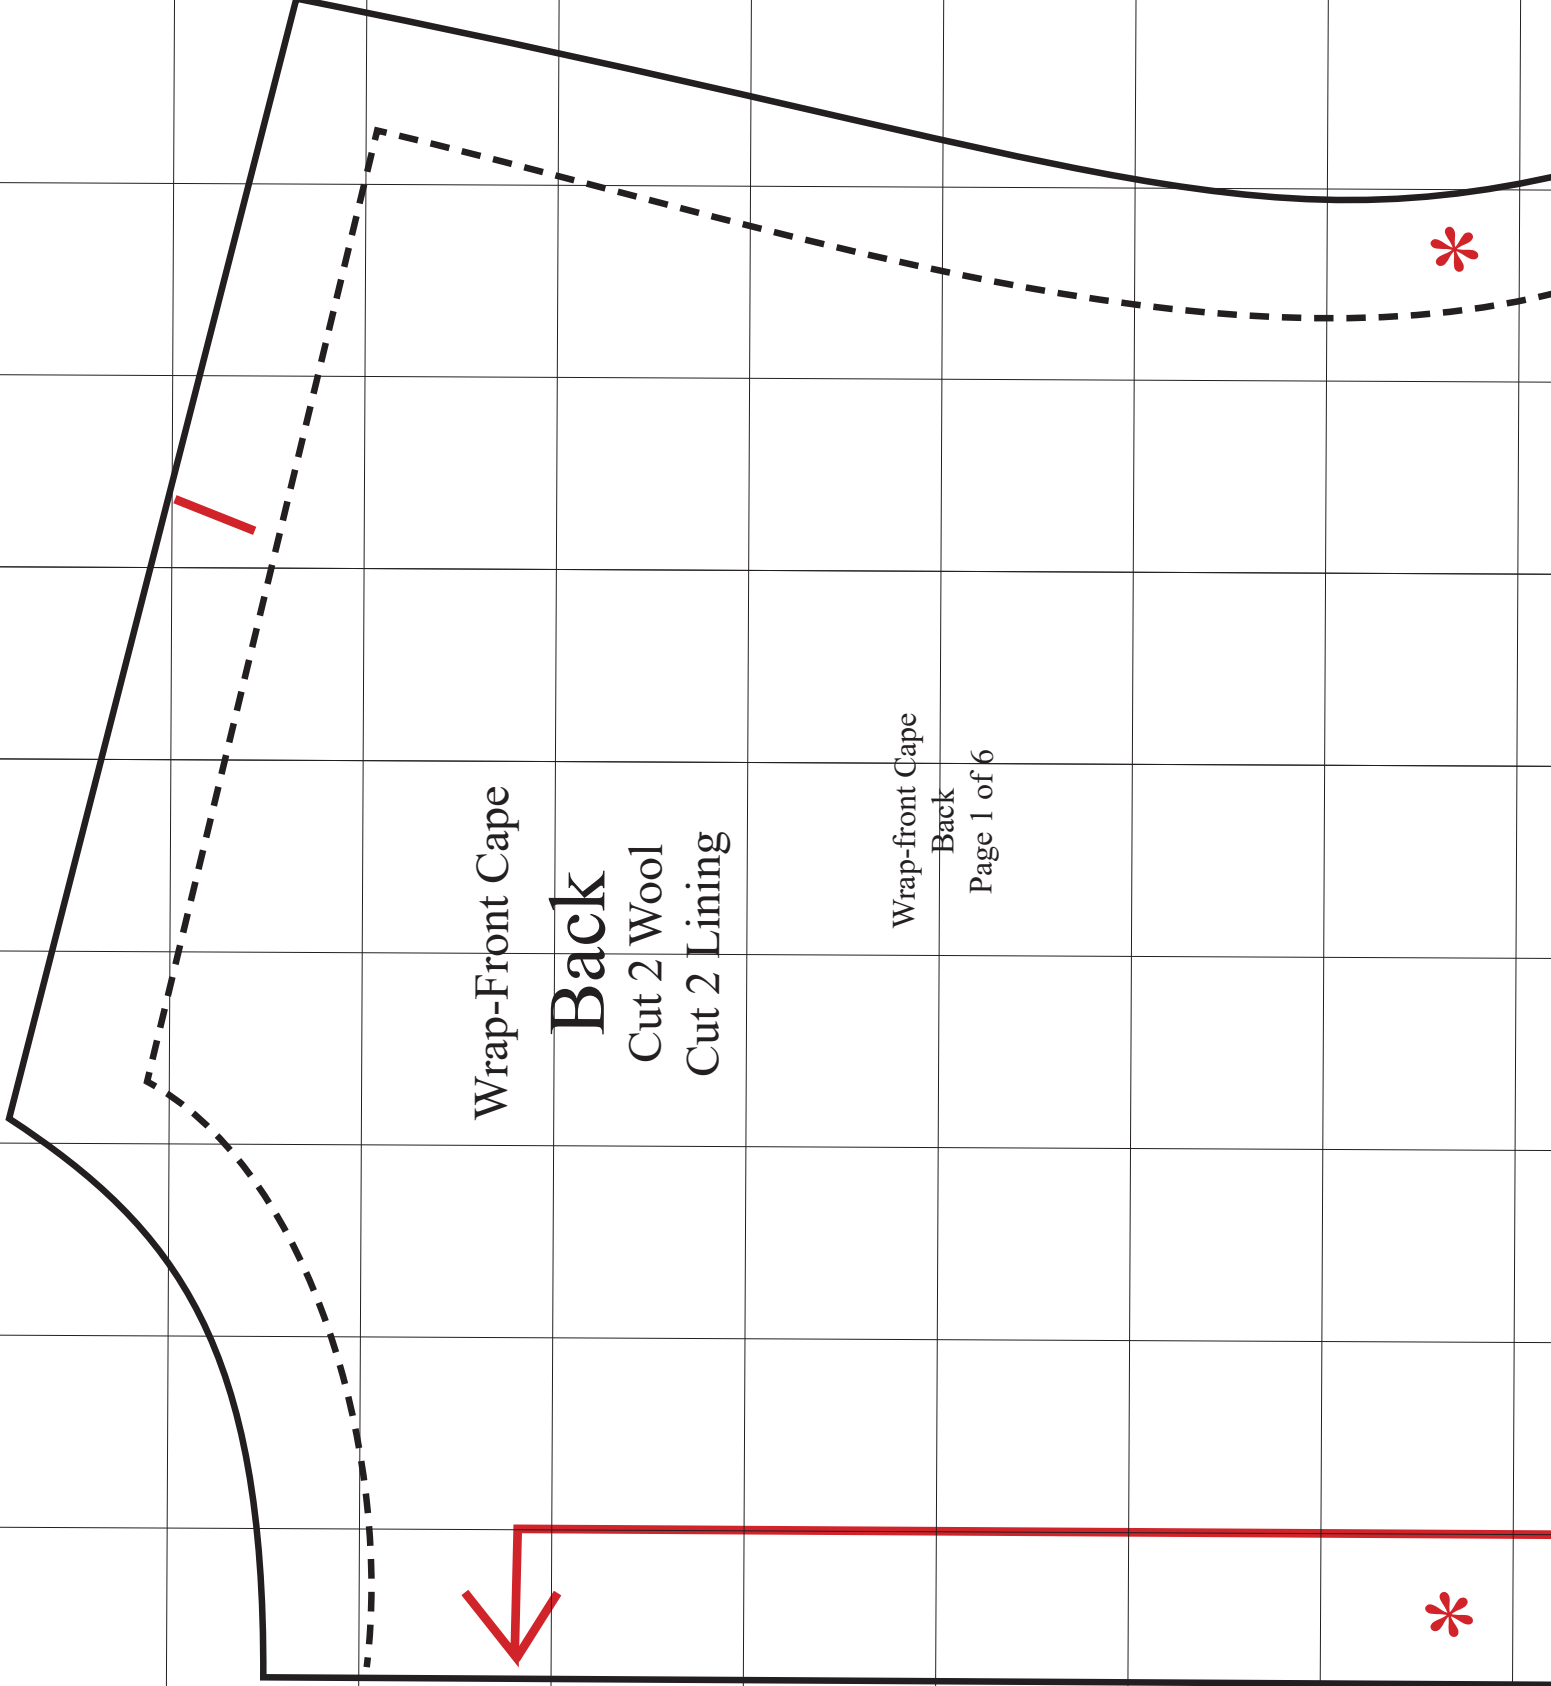 Wrap-Front Cape
Back
Cut 2 Wool
Cut 2 Lining
Wrap-front Cape
Back
Page 1 of 6
*
*